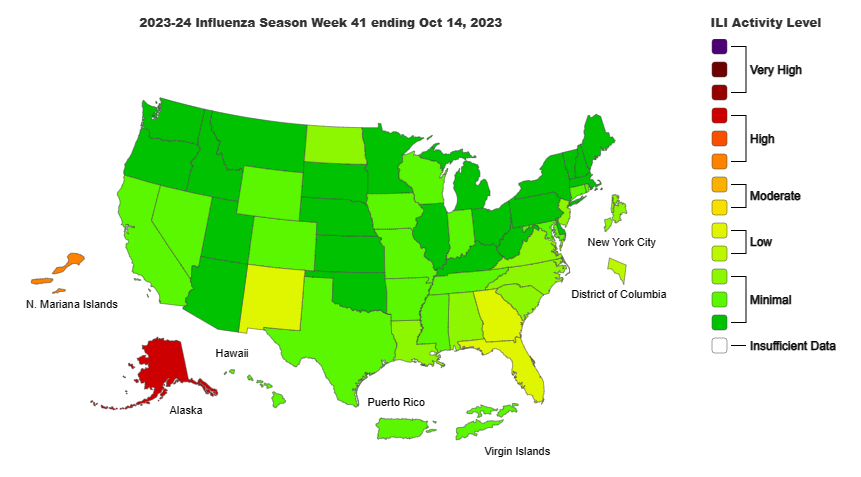 2023-24 Influenza Season Week 41 ending Oct 14, 2023
ILI Activity Level
Very High
High
Moderate
Low
Minimal
Insufficient Data
New York City
District of Columbia
N. Mariana Islands
Hawaii
Alaska
Puerto Rico
Virgin Islands